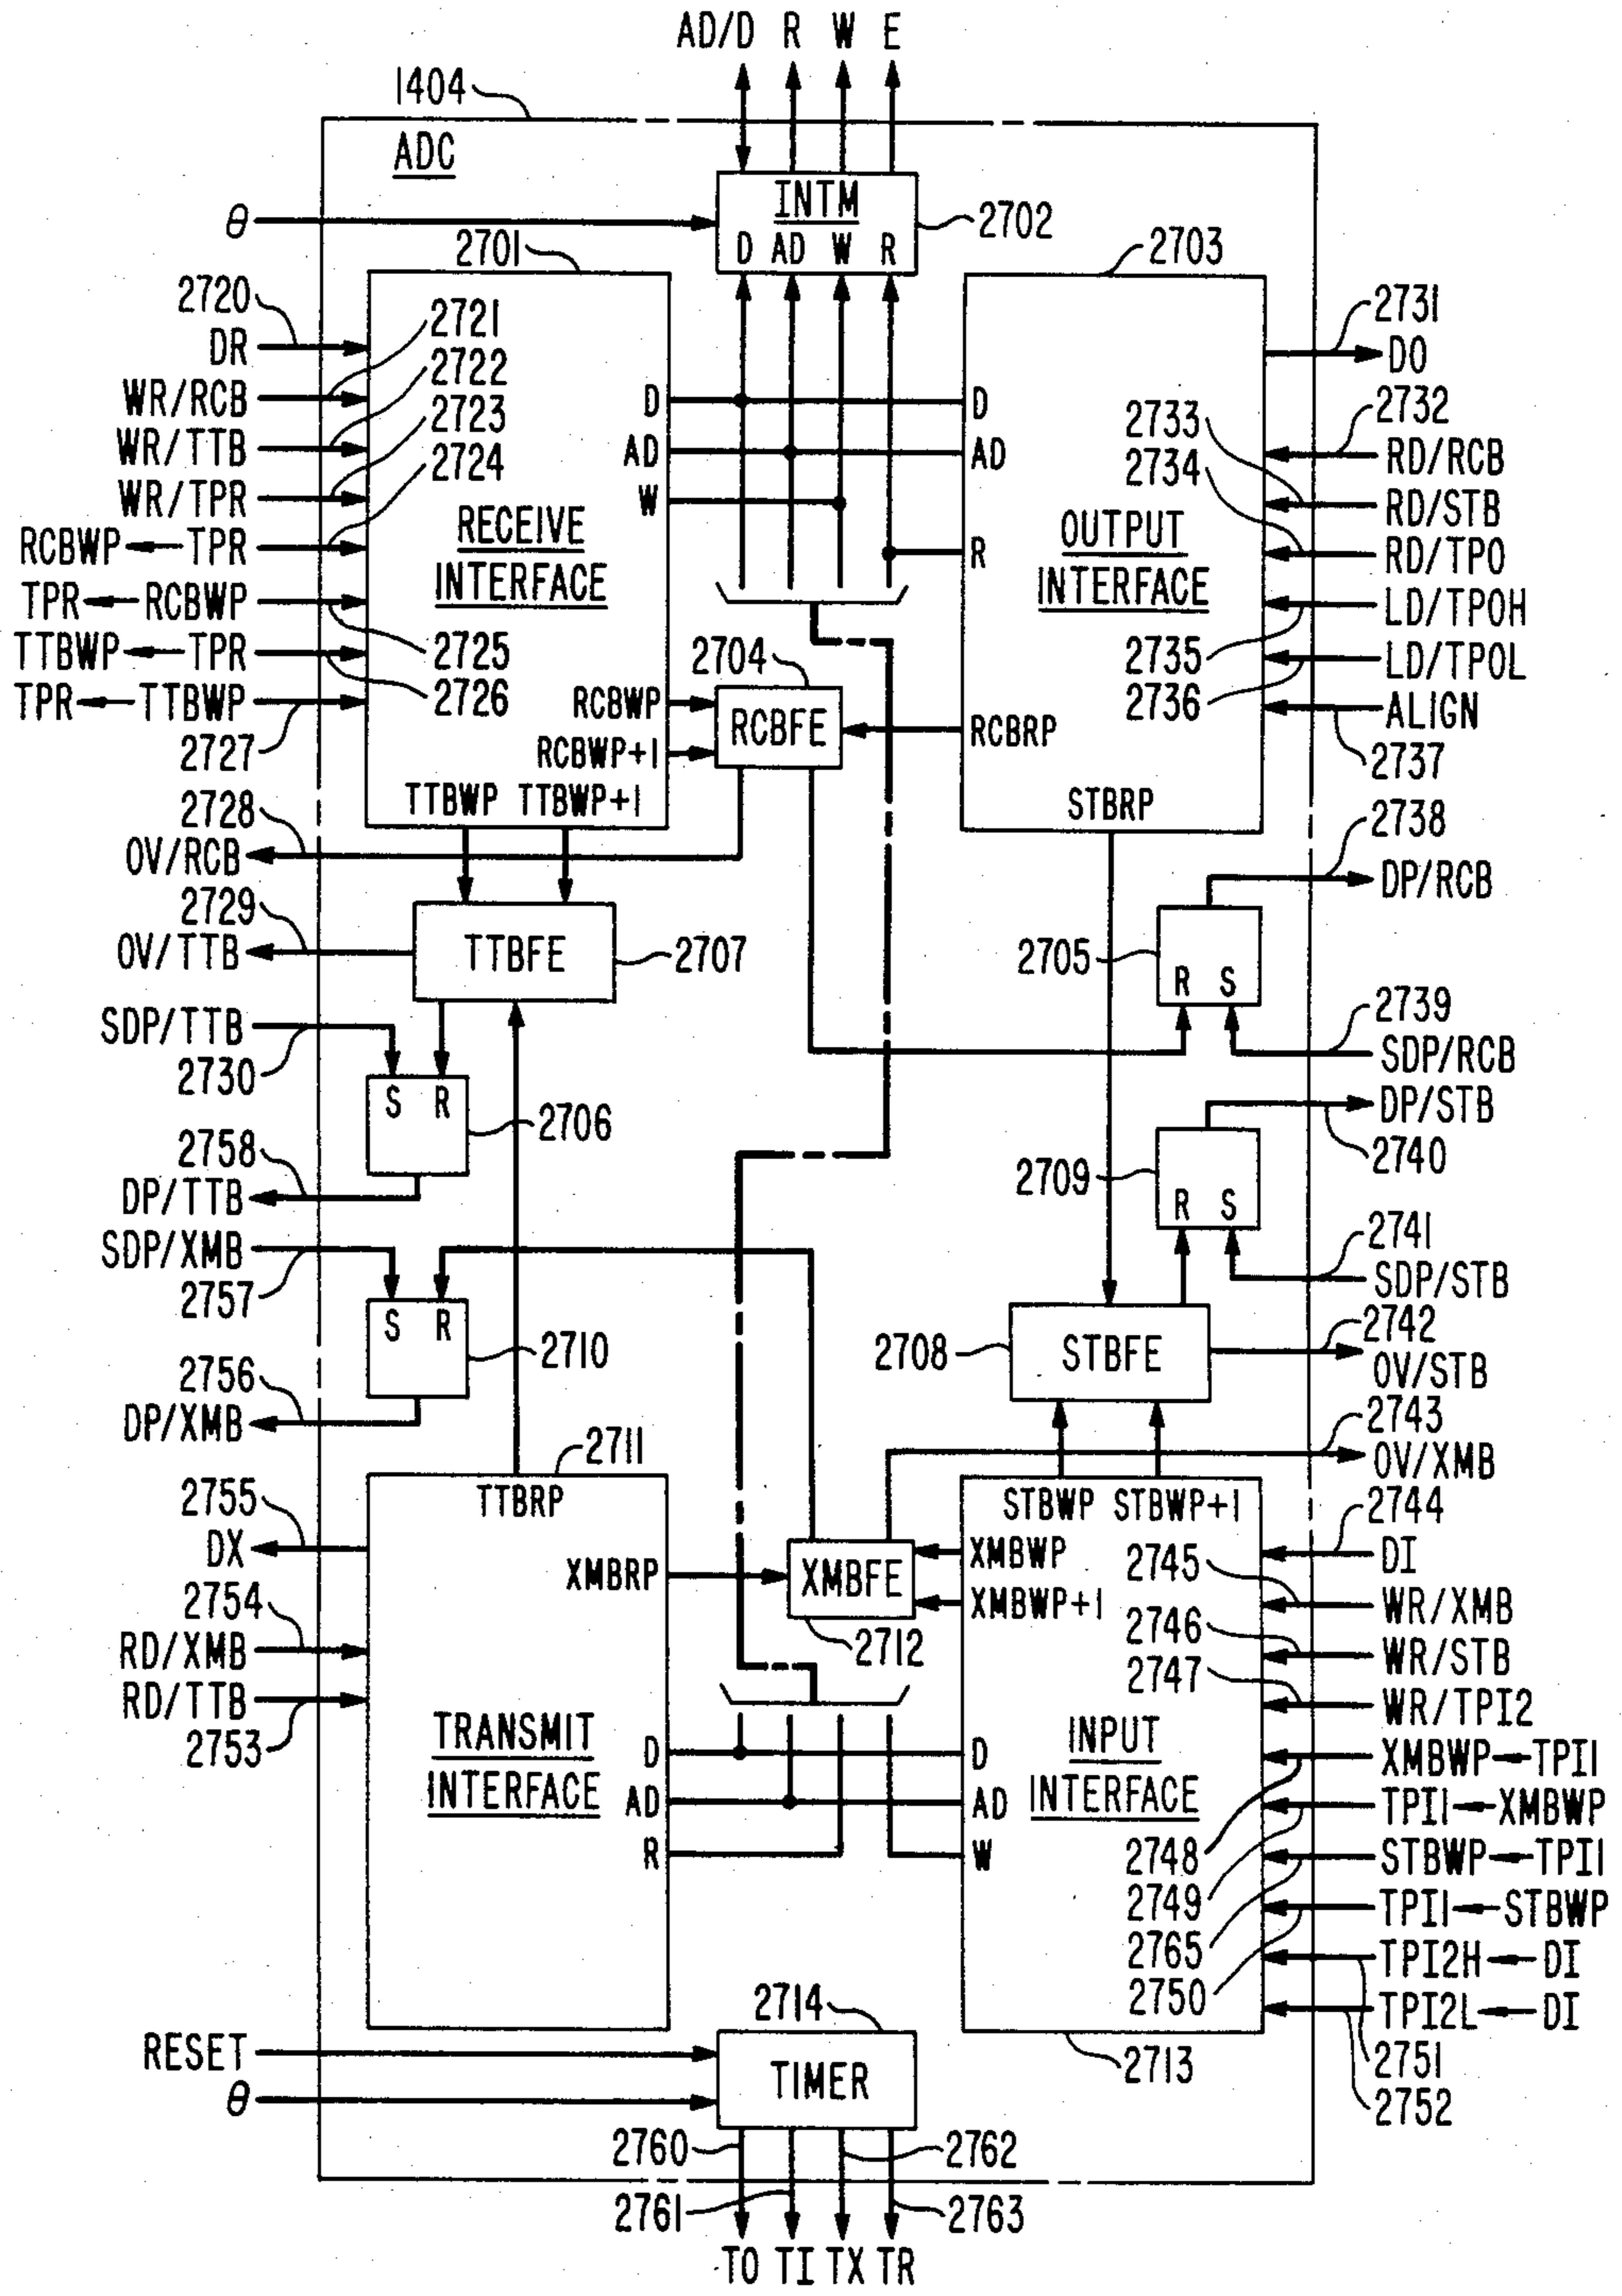 AD/D R W E
1404
ADC
INTM
D AD W R
2702
θ
2701
2703
2720
DR
2721
WR/RCB
2722
WR/TTB
2723
WR/TPR
2724
RCBWP←TPR
TPR←RCBWP
2725
TTBWP←TPR
2726
TPR←TTBWP
2727
RECEIVE
INTERFACE
D
AD
W
RCBWP
RCBWP+1
TTBWP TTBWP+1
D
AD
R
OUTPUT
INTERFACE
RCBRP
STBRP
2731
DO
2732
RD/RCB
2733
RD/STB
2734
RD/TPO
LD/TPOH
2735
LD/TPOL
2736
ALIGN
2737
2704
RCBFE
2728
OV/RCB
2729
OV/TTB
TTBFE
2707
2738
DP/RCB
2705
R S
2739
SDP/RCB
SDP/TTB
2730
S R
2706
2758
DP/TTB
DP/STB
2740
2709
R S
2741
SDP/STB
SDP/XMB
2757
S R
2710
2756
DP/XMB
2708
STBFE
2742
OV/STB
2743
OV/XMB
2711
TTBRP
2755
DX
XMBRP
2754
RD/XMB
RD/TTB
2753
TRANSMIT
INTERFACE
D
AD
R
XMBFE
2712
STBWP STBWP+1
XMBWP
XMBWP+1
D
AD
W
INPUT
INTERFACE
2744
DI
2745
WR/XMB
2746
WR/STB
2747
WR/TPI2
XMBWP←TPI1
2748
TPI1←XMBWP
2749
STBWP←TPI1
2765
TPI1←STBWP
2750
TPI2H←DI
TPI2L←DI
2751
2752
2713
2714
RESET
θ
TIMER
2760
2761
2762
2763
TO TI TX TR